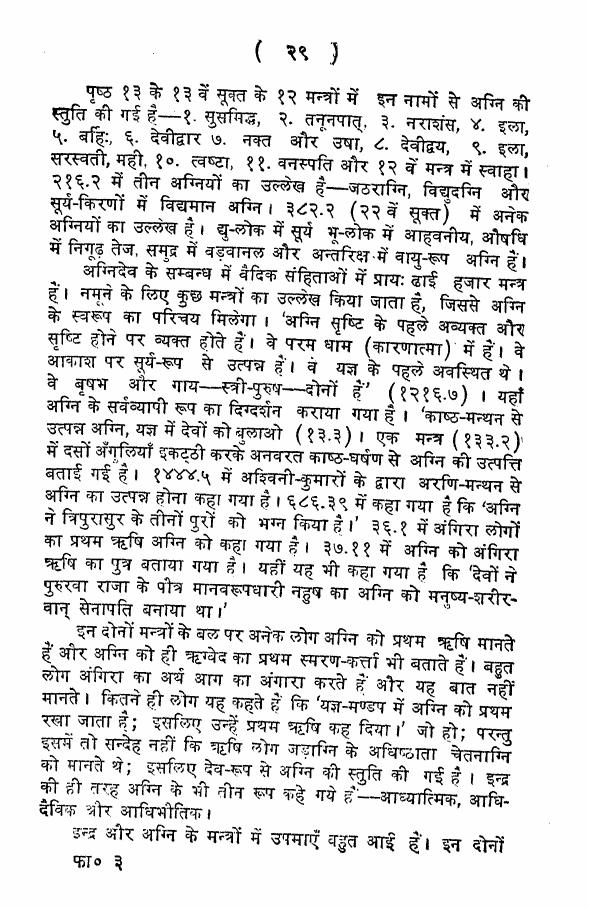 ( २९ )
पृष्ठ १३ के १३ वें सूक्त के १२ मन्त्रों में इन नामों से अग्नि की
स्तुति की गई है—१. सुसमिद्ध, २. तनूनपात्, ३. नराशंस, ४. इला,
५. बर्हिः, ६. देवीद्वार ७. नक्त और उषा, ८. देवीद्वय, ९. इला,
सरस्वती, मही, १०. त्वष्टा, ११. वनस्पति और १२ वें मन्त्र में स्वाहा।
२१६.२ में तीन अग्नियों का उल्लेख है—जठराग्नि, विद्युदग्नि और
सूर्य-किरणों में विद्यमान अग्नि। ३८२.२ (२२ वें सूक्त) में अनेक
अग्नियों का उल्लेख है। द्यु-लोक में सूर्य भू-लोक में आहवनीय, औषधि
में निगूढ़ तेज, समुद्र में वड़वानल और अन्तरिक्ष में वायु-रूप अग्नि हैं।
अग्निदेव के सम्बन्ध में वैदिक संहिताओं में प्रायः ढाई हजार मन्त्र
हैं। नमूने के लिए कुछ मन्त्रों का उल्लेख किया जाता है, जिससे अग्नि
के स्वरूप का परिचय मिलेगा। 'अग्नि सृष्टि के पहले अव्यक्त और
सृष्टि होने पर व्यक्त होते हैं। वे परम धाम (कारणात्मा) में हैं। वे
आकाश पर सूर्य-रूप से उत्पन्न हैं। वे यज्ञ के पहले अवस्थित थे।
वे बृषभ और गाय—स्त्री-पुरुष—दोनों हैं' (१२१६.७)। यहाँ
अग्नि के सर्वव्यापी रूप का दिग्दर्शन कराया गया है। 'काष्ठ-मन्थन से
उत्पन्न अग्नि, यज्ञ में देवों को बुलाओ (१३.३)। एक मन्त्र (१३३.२)
में दसों अँगुलियाँ इकट्ठी करके अनवरत काष्ठ-घर्षण से अग्नि की उत्पत्ति
बताई गई है। १४४४.५ में अश्विनी-कुमारों के द्वारा अरणि-मन्थन से
अग्नि का उत्पन्न होना कहा गया है। ६८६.३९ में कहा गया है कि 'अग्नि
ने त्रिपुरासुर के तीनों पुरों को भग्न किया है।' ३६.१ में अंगिरा लोगों
का प्रथम ऋषि अग्नि को कहा गया है। ३७.११ में अग्नि को अंगिरा
ऋषि का पुत्र बताया गया है। यहीं यह भी कहा गया है कि 'देवों ने
पुरुरवा राजा के पौत्र मानवरूपधारी नहुष का अग्नि को मनुष्य-शरीर-
वान् सेनापति बनाया था।'
इन दोनों मन्त्रों के बल पर अनेक लोग अग्नि को प्रथम ऋषि मानते
हैं और अग्नि को ही ऋग्वेद का प्रथम स्मरण-कर्त्ता भी बताते हैं। बहुत
लोग अंगिरा का अर्थ आग का अंगारा करते हैं और यह बात नहीं
मानते। कितने ही लोग यह कहते हैं कि 'यज्ञ-मण्डप में अग्नि को प्रथम
रखा जाता है; इसलिए उन्हें प्रथम ऋषि कह दिया।' जो हो; परन्तु
इसमें तो सन्देह नहीं कि ऋषि लोग जड़ाग्नि के अधिष्ठाता चेतनाग्नि
को मानते थे; इसलिए देव-रूप से अग्नि की स्तुति की गई है। इन्द्र
की ही तरह अग्नि के भी तीन रूप कहे गये हैं—आध्यात्मिक, आधि-
दैविक और आधिभौतिक।
इन्द्र और अग्नि के मन्त्रों में उपमाएँ बहुत आई हैं। इन दोनों
फा० ३